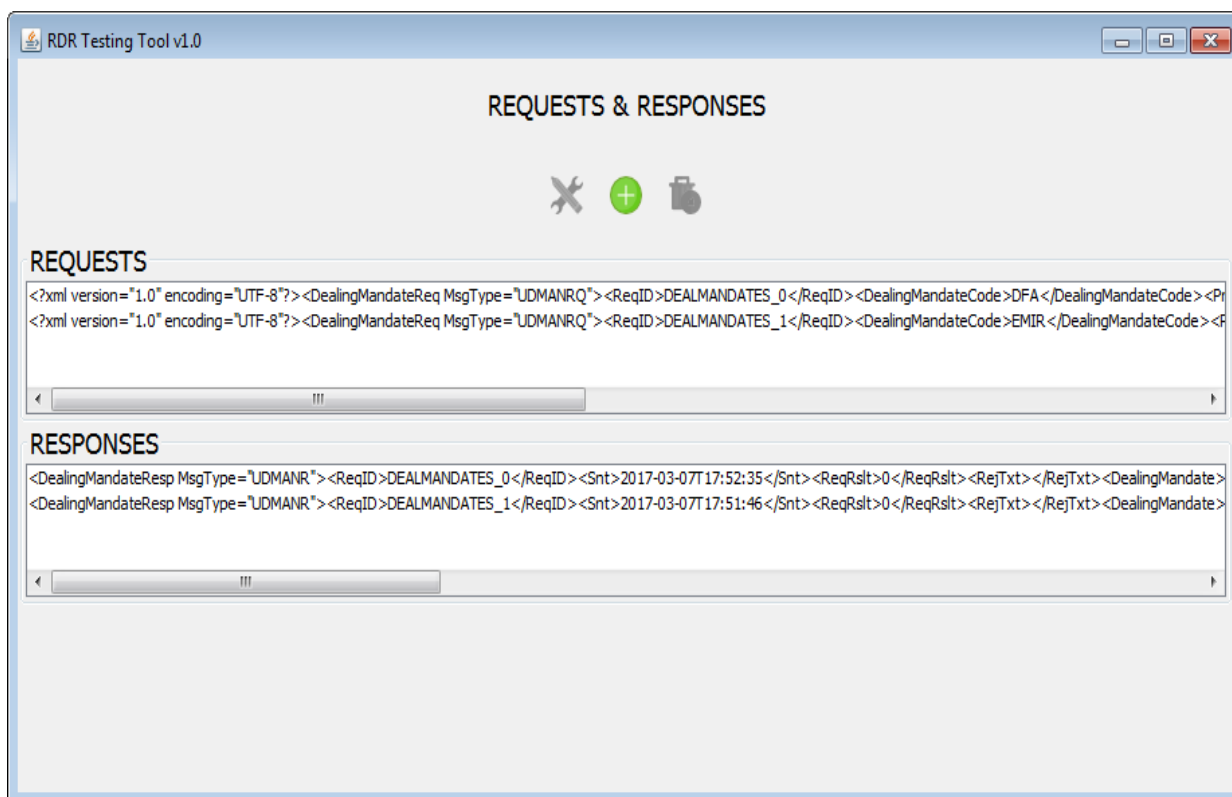 RDR Testing Tool v1.0
REQUESTS & RESPONSES
REQUESTS
<?xml version="1.0" encoding="UTF-8"?><DealingMandateReq MsgType="UDMANRQ"><ReqID>DEALMANDATES_0</ReqID><DealingMandateCode>DFA</DealingMandateCode><Pr
<?xml version="1.0" encoding="UTF-8"?><DealingMandateReq MsgType="UDMANRQ"><ReqID>DEALMANDATES_1</ReqID><DealingMandateCode>EMIR</DealingMandateCode><P
RESPONSES
<DealingMandateResp MsgType="UDMANR"><ReqID>DEALMANDATES_0</ReqID><Snt>2017-03-07T17:52:35</Snt><ReqRslt>0</ReqRslt><RejTxt></RejTxt><DealingMandate>
<DealingMandateResp MsgType="UDMANR"><ReqID>DEALMANDATES_1</ReqID><Snt>2017-03-07T17:51:46</Snt><ReqRslt>0</ReqRslt><RejTxt></RejTxt><DealingMandate>